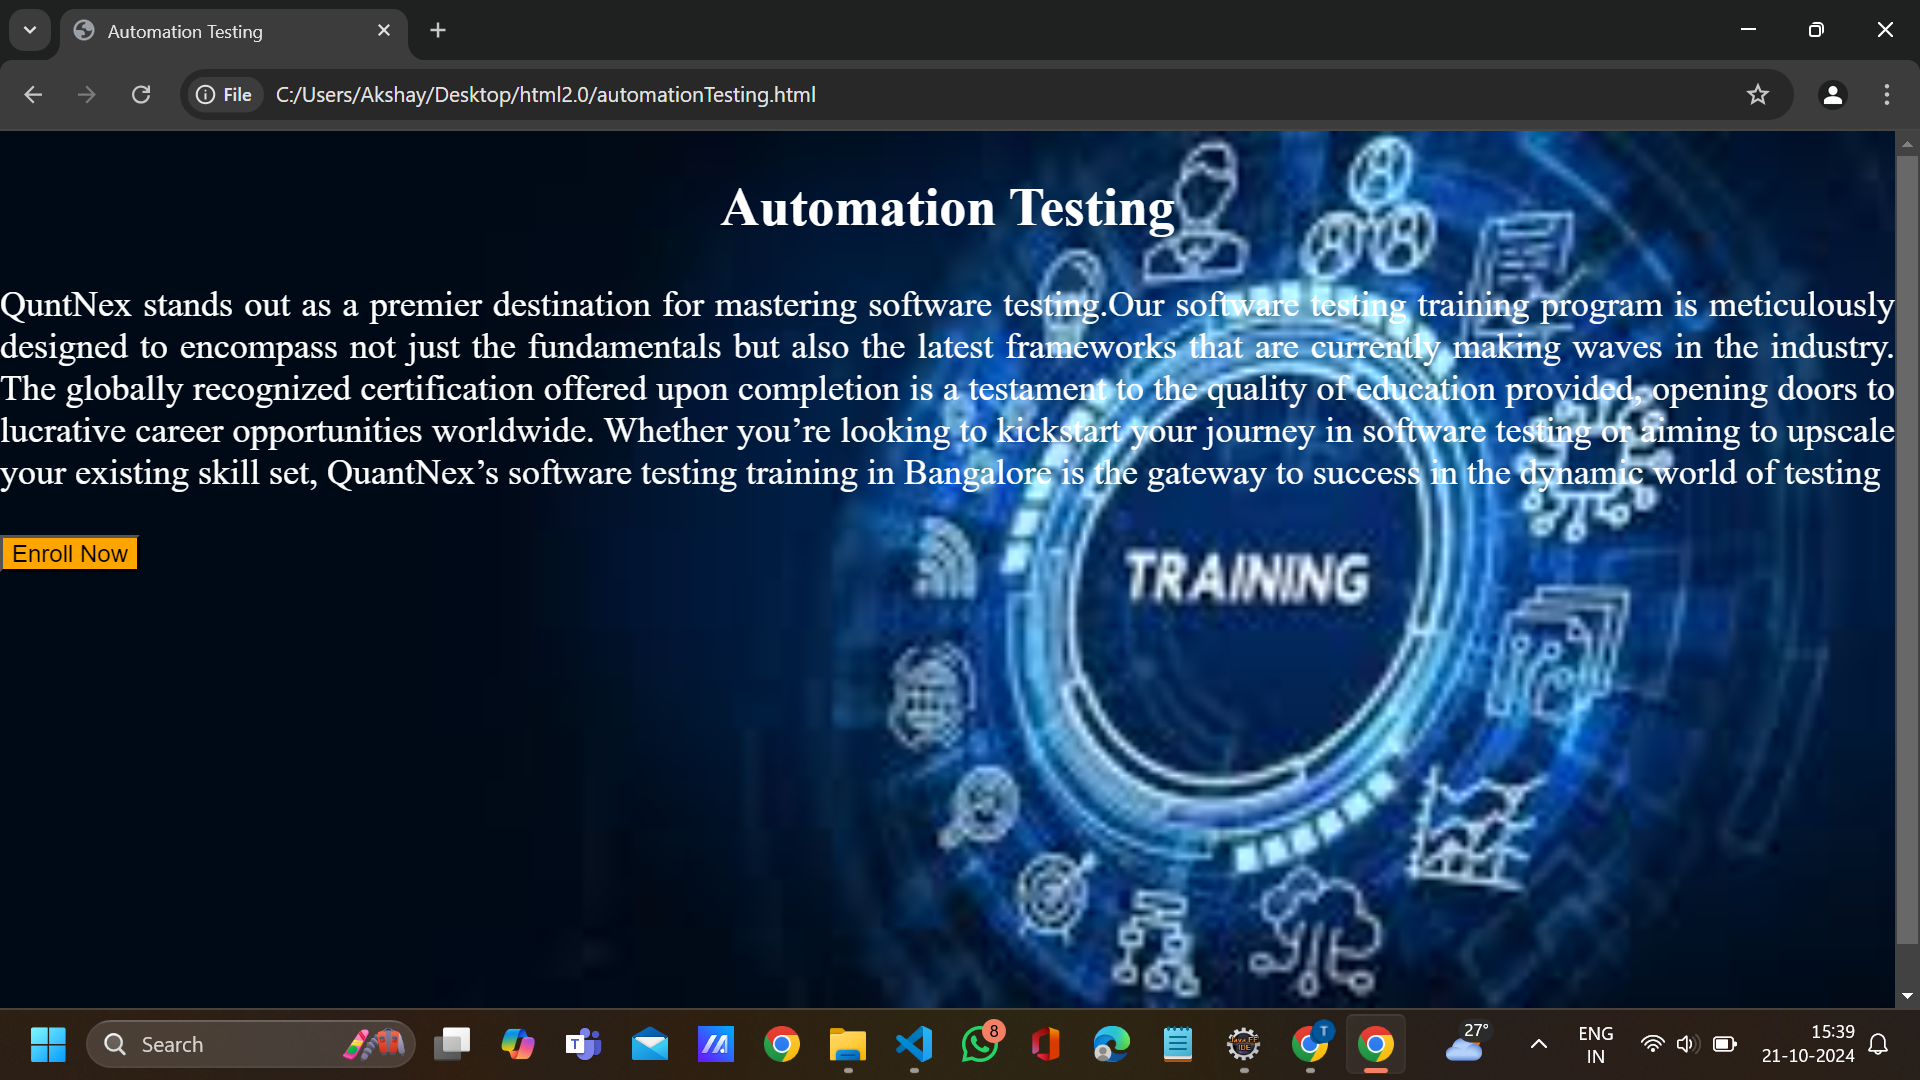 Automation Testing
File
C:/Users/Akshay/Desktop/html2.0/automationTesting.html
Automation Testing
QuntNex stands out as a premier destination for mastering software testing.Our software testing training program is meticulously
designed to encompass not just the fundamentals but also the latest frameworks that are currently making waves in the industry.
The globally recognized certification offered upon completion is a testament to the quality of education provided, opening doors to
lucrative career opportunities worldwide. Whether you’re looking to kickstart your journey in software testing or aiming to upscale
your existing skill set, QuantNex’s software testing training in Bangalore is the gateway to success in the dynamic world of testing
Enroll Now
TRAINING
Search
T
8
Java EE
IDE
T
27°
ENG
IN
15:39
21-10-2024